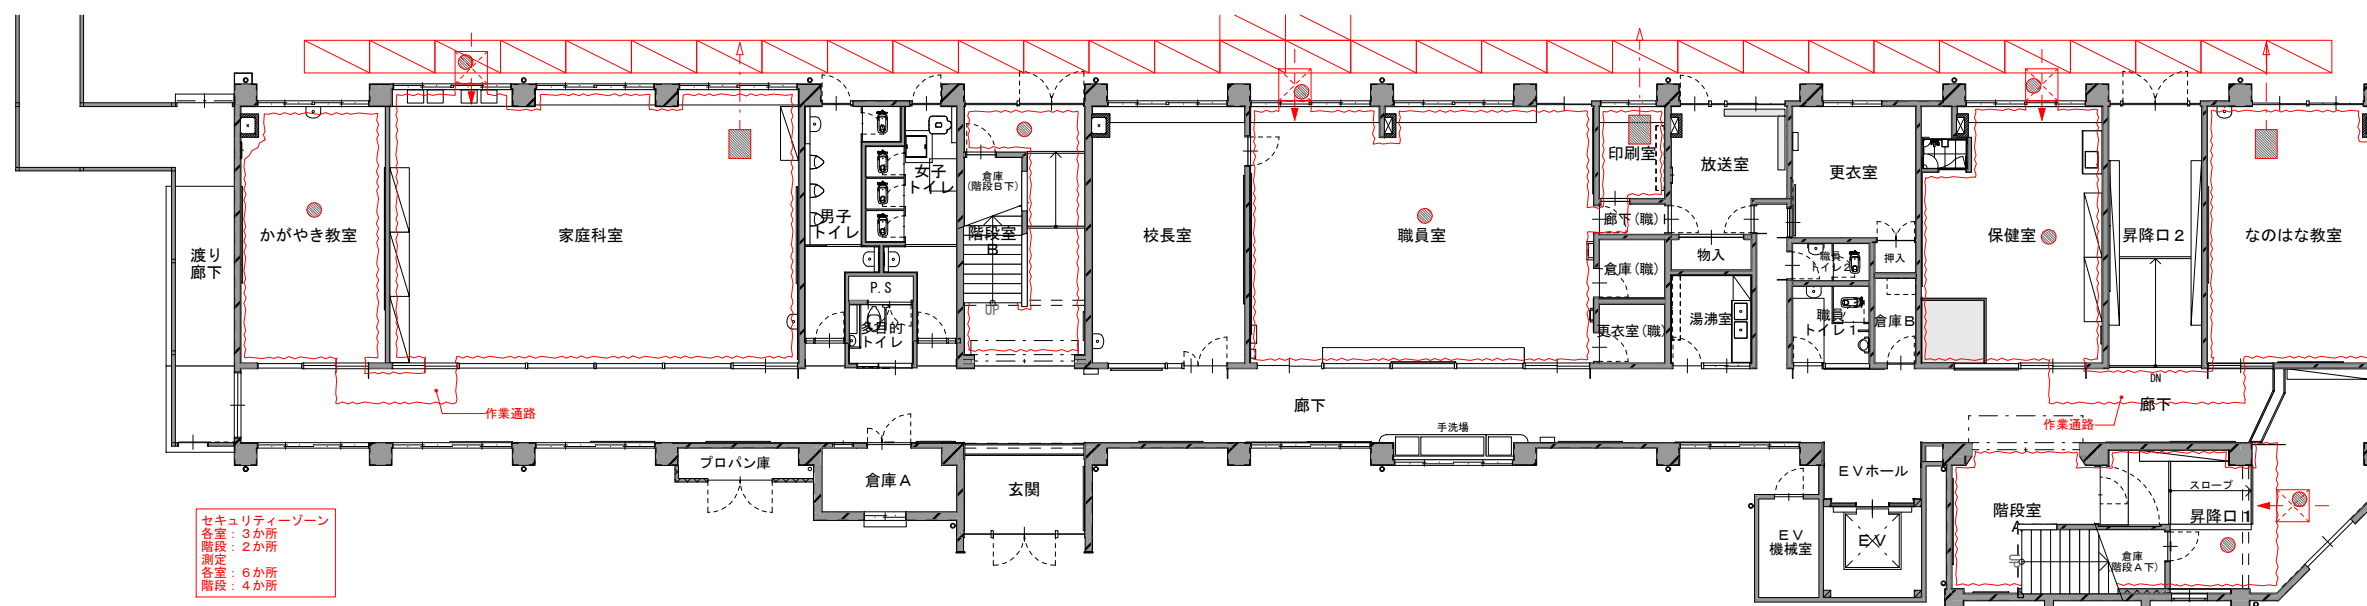 かがやき教室
渡り
廊下
家庭科室
男子
トイレ
女子
トイレ
P.S
多目的
トイレ
倉庫
(階段B下)
階段室
B
UP
校長室
職員室
印刷室
廊下(職)
倉庫(職)
更衣室(職)
放送室
物入
湯沸室
更衣室
職員
トイレ2
押入
職員
トイレ1
倉庫B
保健室
昇降口2
DN
なのはな教室
作業通路
廊下
廊下
作業通路
手洗場
プロパン庫
倉庫A
玄関
EVホール
EV
機械室
EV
階段室
A
スロープ
昇降口1
倉庫
(階段A下)
UP
セキュリティーゾーン
各室:3か所
階段:2か所
測定
各室:6か所
階段:4か所